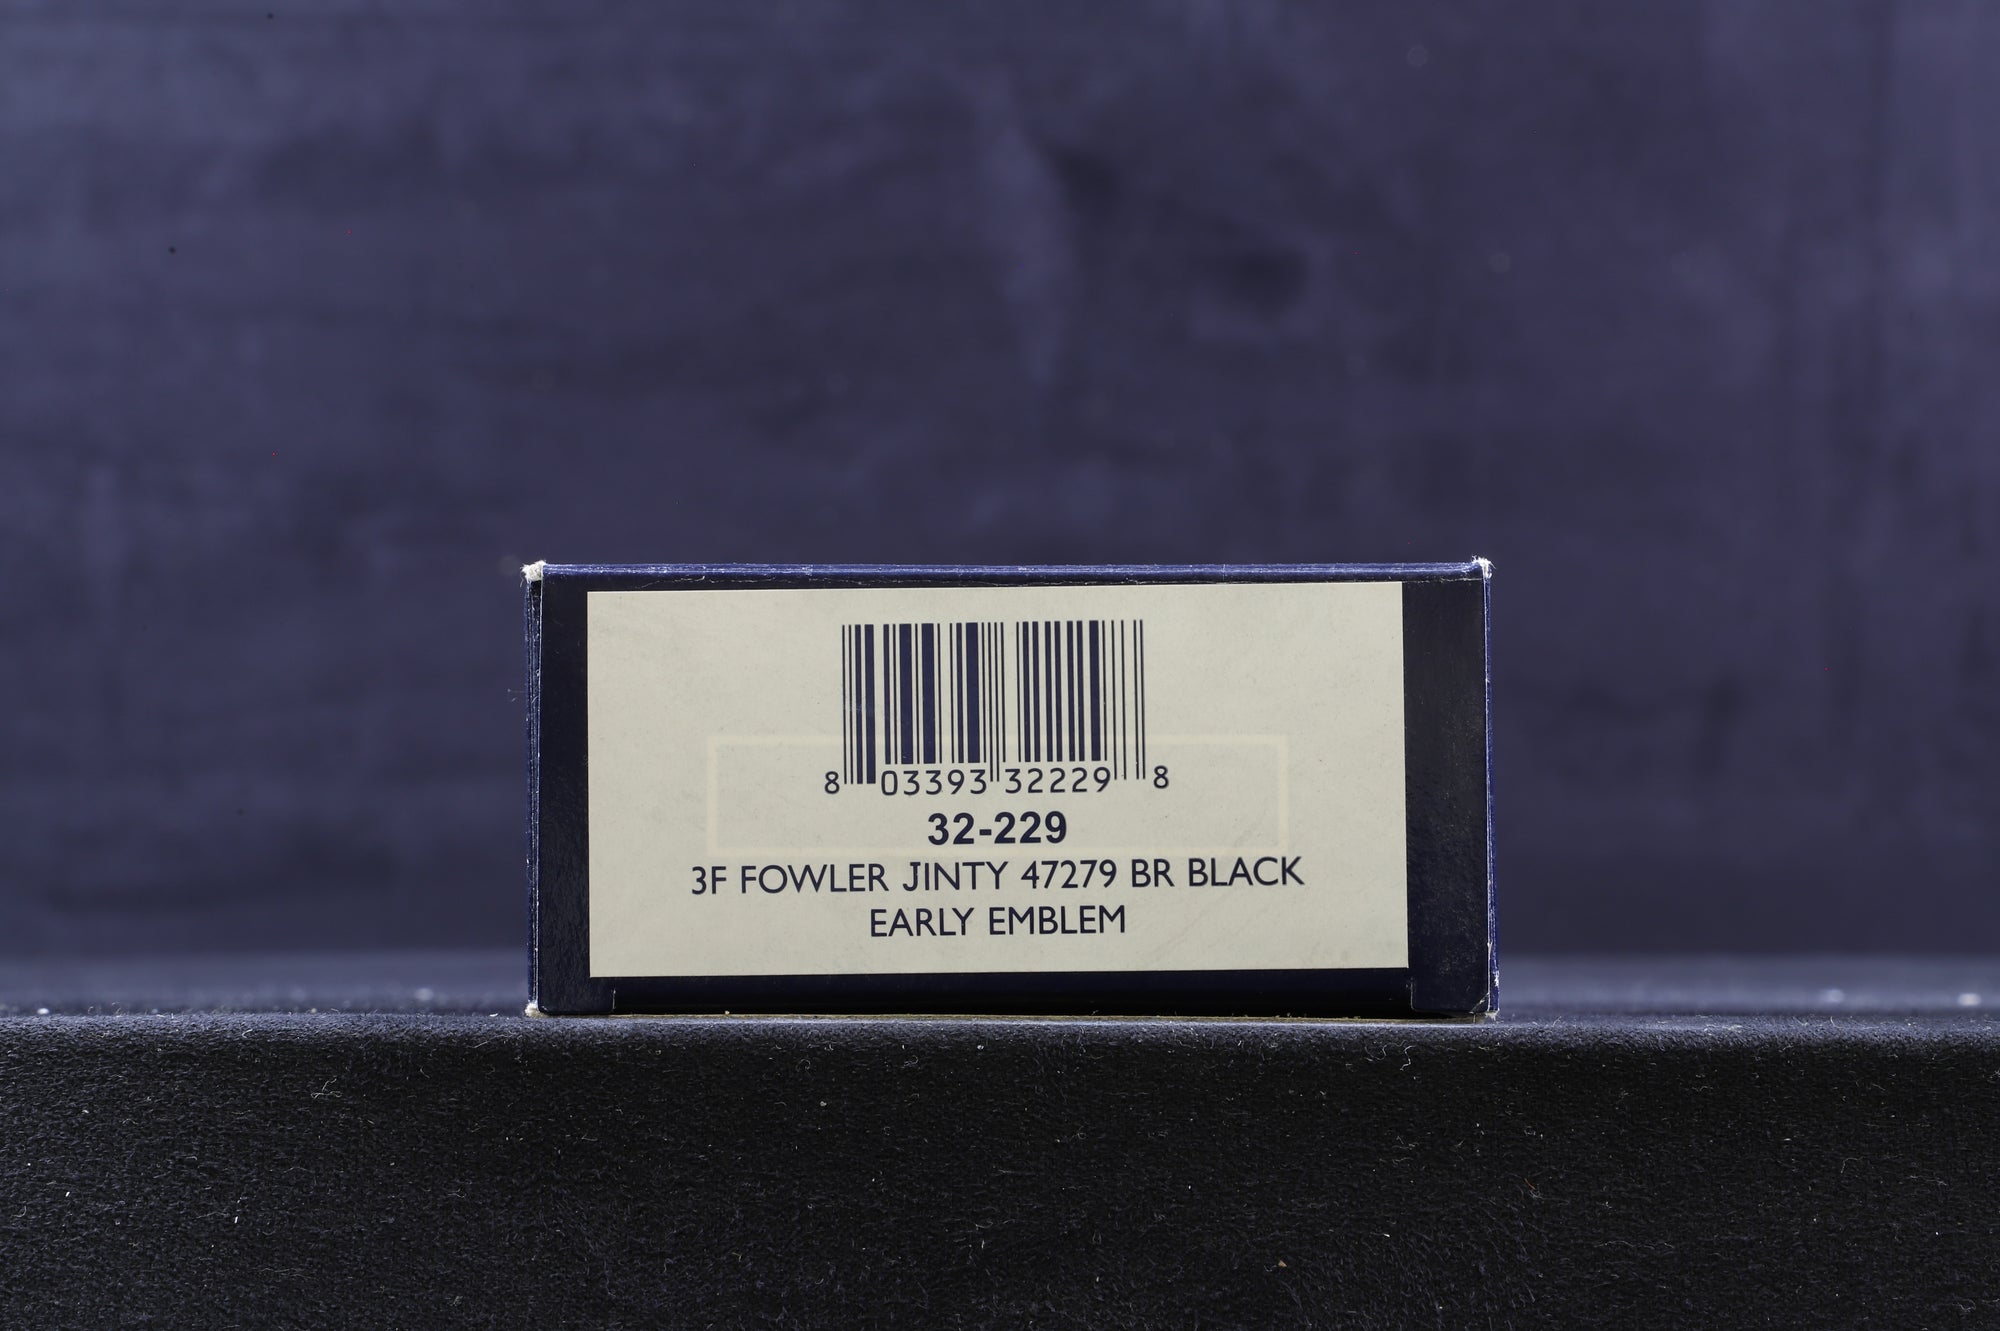 8 03393 32229 8
32-229
3F FOWLER JINTY 47279 BR BLACK
EARLY EMBLEM